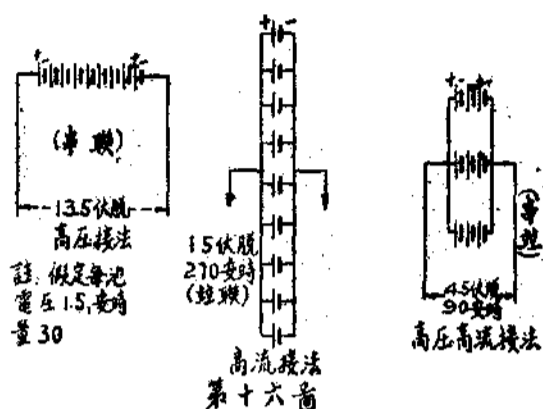 (串聯)
13.5伏脫
高压接法
註:假定每池
電压1.5,安時
量30
1.5伏脫
270安時
(並聯)
高流接法
(串並)
4.5伏脫
90安時
高压高流接法
第十六圖